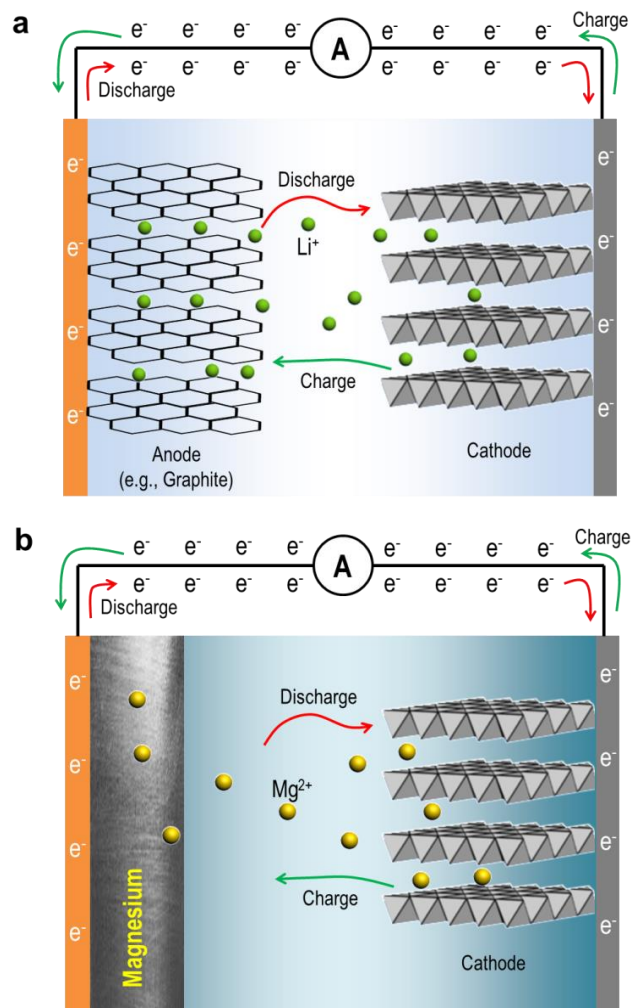 a
Charge
e⁻ e⁻ e⁻ e⁻ A e⁻ e⁻ e⁻ e⁻
e⁻ e⁻ e⁻ e⁻ e⁻ e⁻ e⁻ e⁻
Discharge
e⁻ e⁻
Discharge
e⁻ e⁻
Li⁺
e⁻ e⁻
Charge
e⁻ e⁻
Anode Cathode
(e.g., Graphite)
b
Charge
e⁻ e⁻ e⁻ e⁻ A e⁻ e⁻ e⁻ e⁻
e⁻ e⁻ e⁻ e⁻ e⁻ e⁻ e⁻ e⁻
Discharge
e⁻ e⁻
Discharge
e⁻ e⁻
Mg²⁺
e⁻ e⁻
Charge
Magnesium
e⁻ e⁻
Cathode